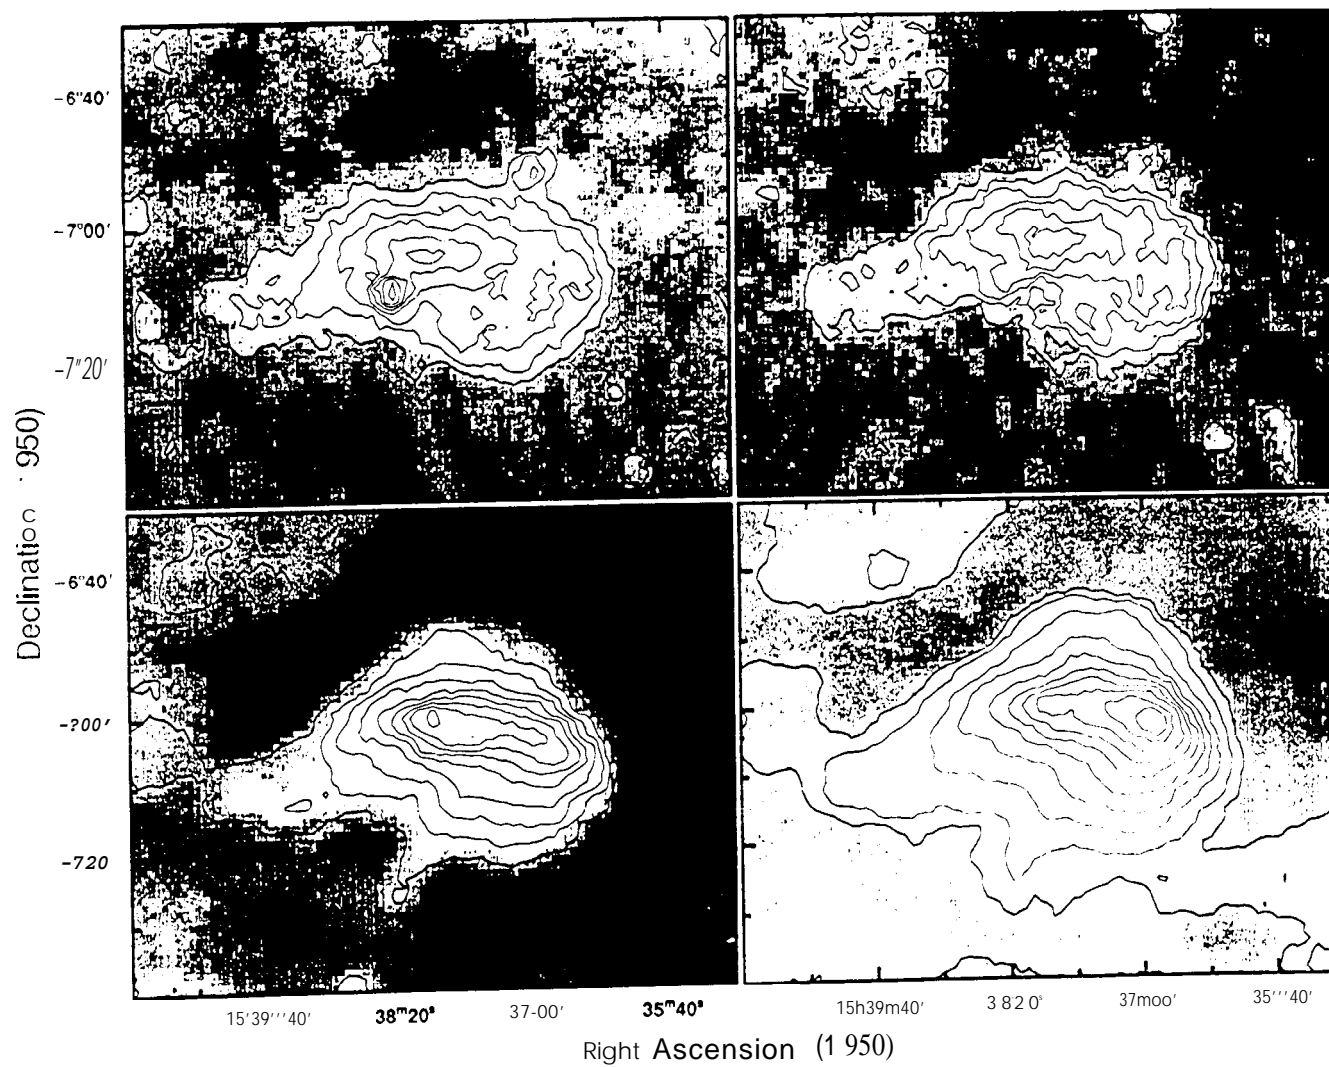 -6"40'
-7°00'
-7"20'
Declination · 950)
-6"40'
-?00'
-720
15'39'''40' 38ᵐ20ˢ 37-00' 35ᵐ40ˢ 15h39m40' 3 8 2 0ˢ 37moo' 35'''40'
Right Ascension (1 950)